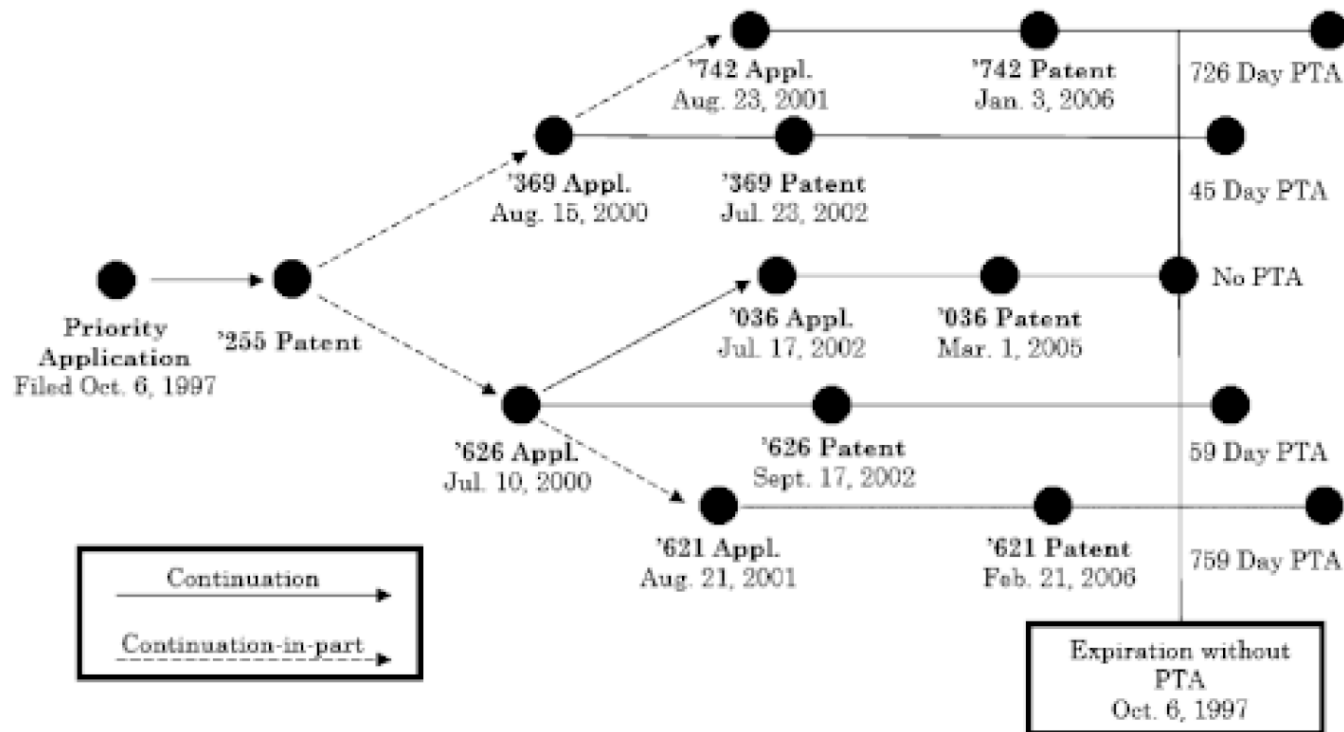 '742 Appl.
Aug. 23, 2001
'742 Patent
Jan. 3, 2006
726 Day PTA
'369 Appl.
Aug. 15, 2000
'369 Patent
Jul. 23, 2002
45 Day PTA
Priority
Application
Filed Oct. 6, 1997
'255 Patent
'036 Appl.
Jul. 17, 2002
'036 Patent
Mar. 1, 2005
No PTA
'626 Appl.
Jul. 10, 2000
'626 Patent
Sept. 17, 2002
59 Day PTA
'621 Appl.
Aug. 21, 2001
'621 Patent
Feb. 21, 2006
759 Day PTA
Continuation
Continuation-in-part
Expiration without
PTA
Oct. 6, 1997